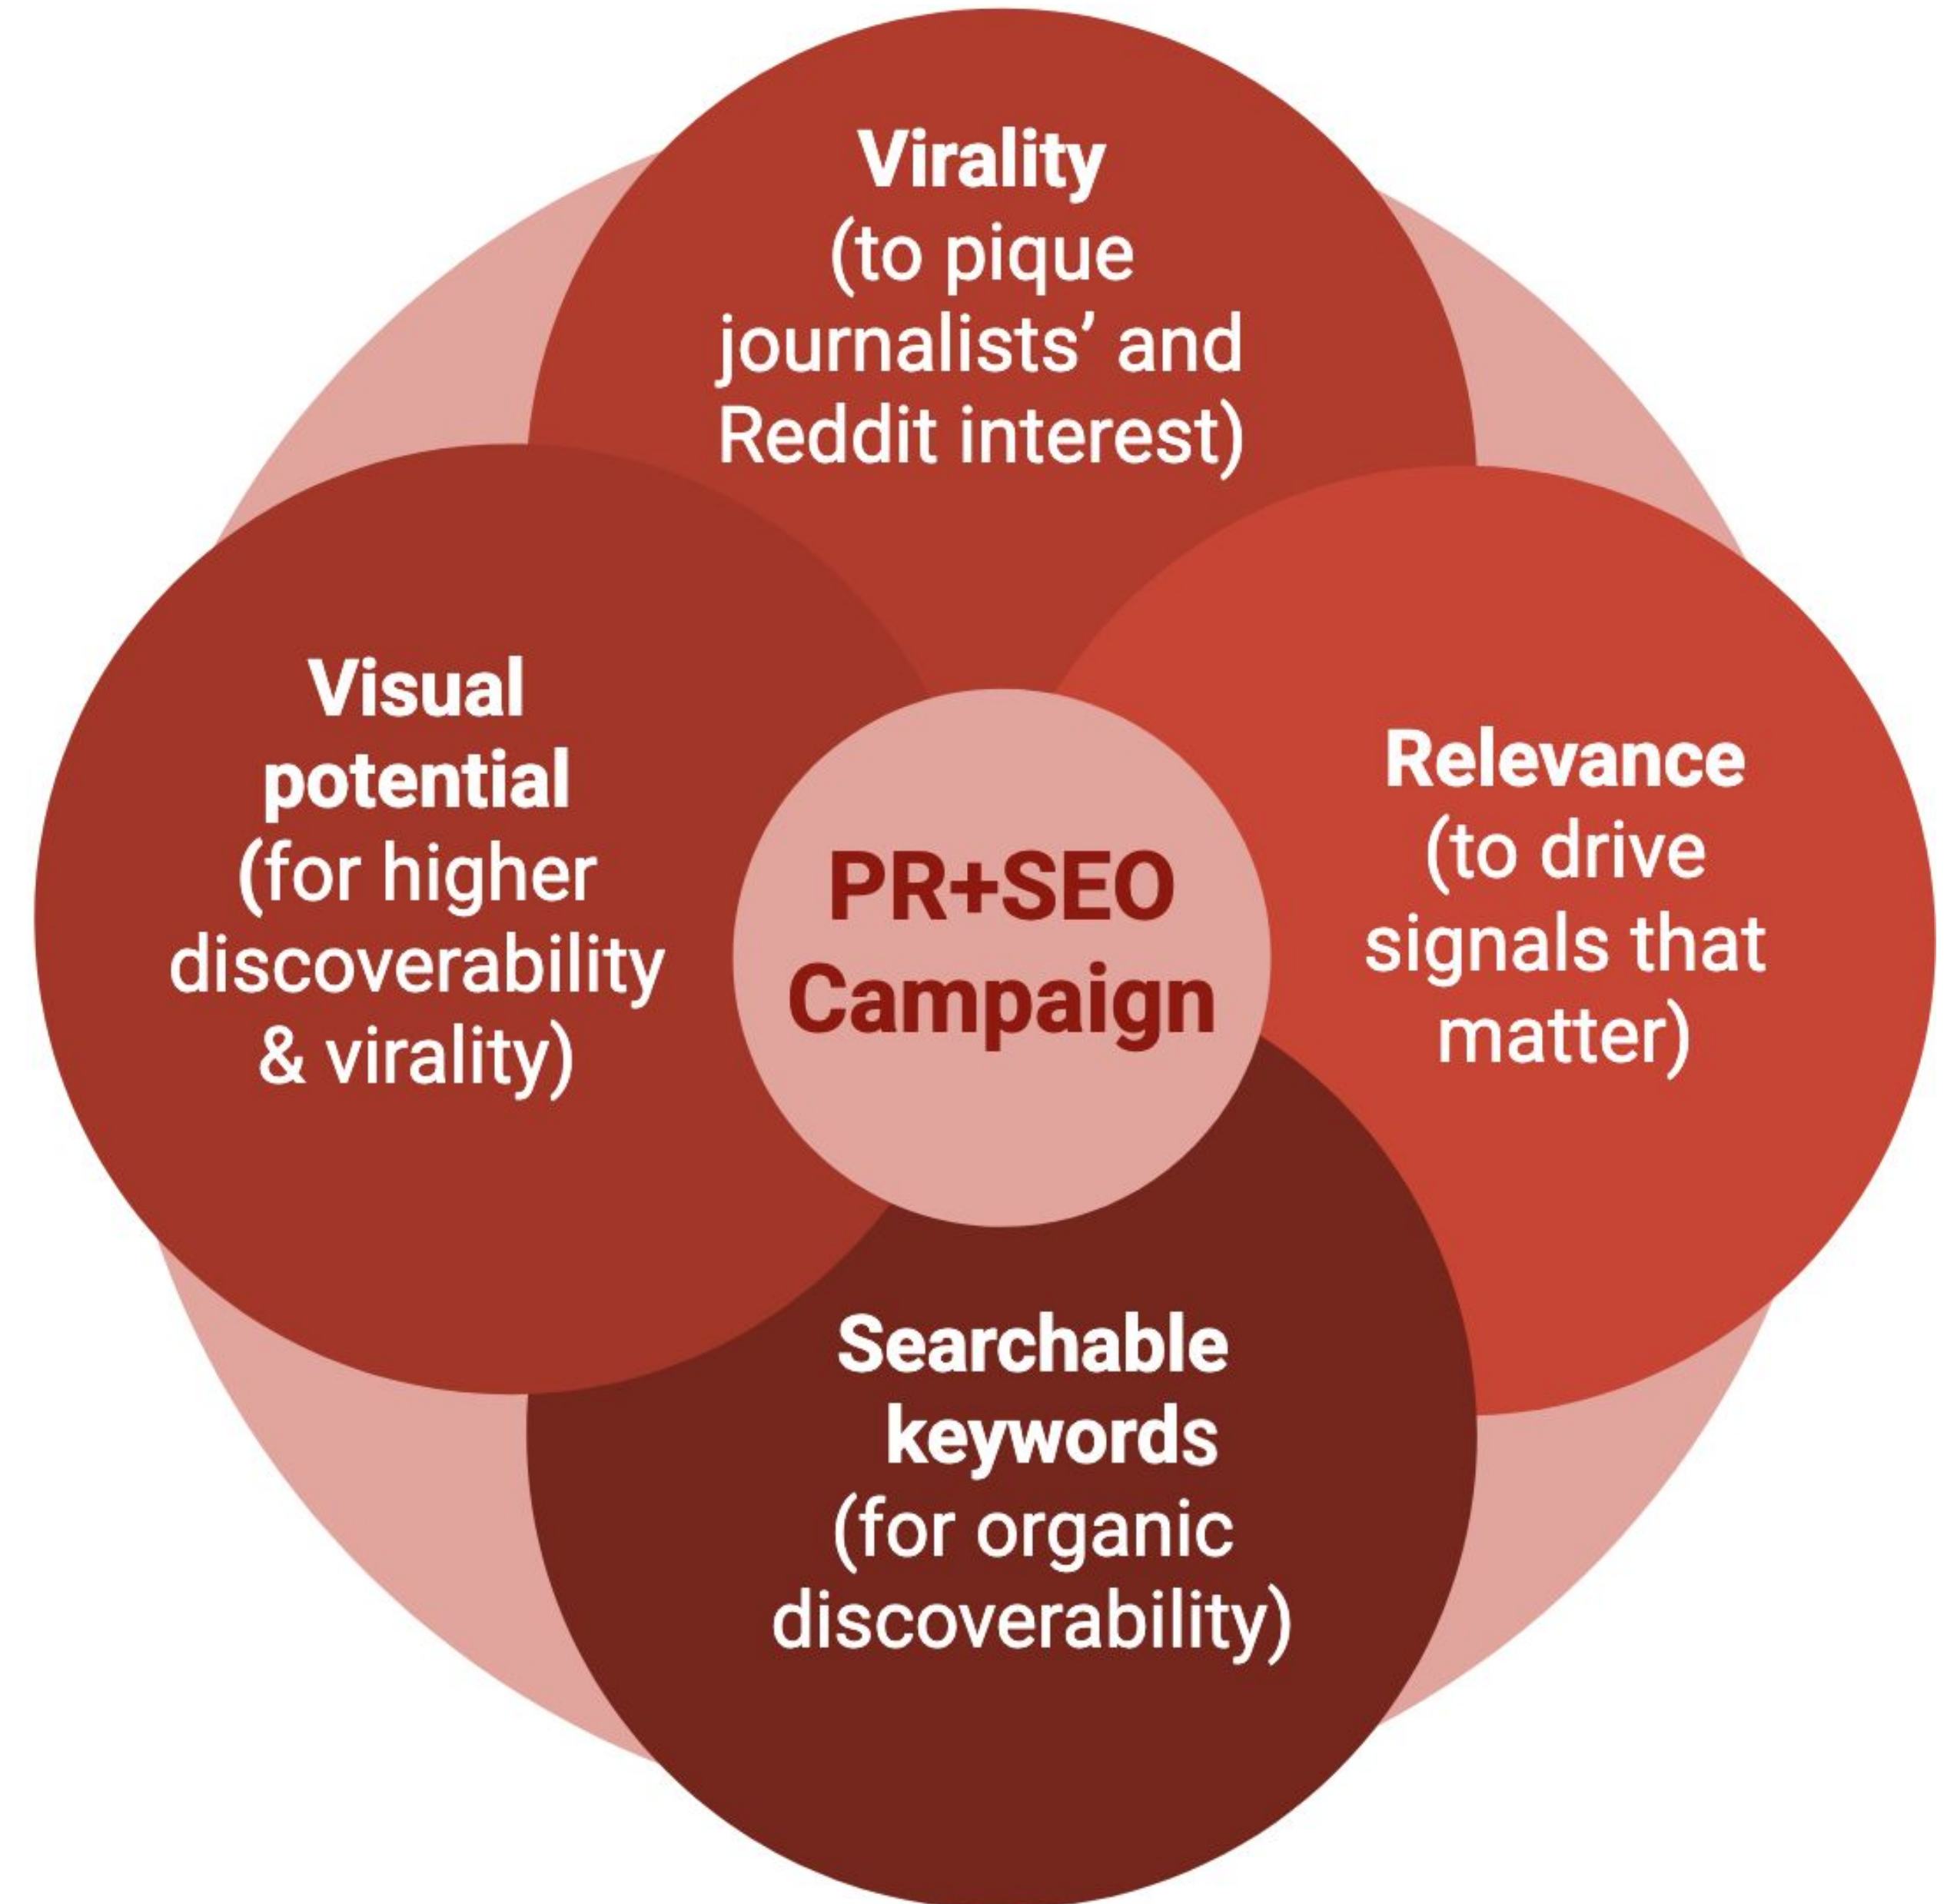 Virality
(to pique
journalists’ and
Reddit interest)
Visual
potential
(for higher
discoverability
& virality)
PR+SEO
Campaign
Relevance
(to drive
signals that
matter)
Searchable
keywords
(for organic
discoverability)